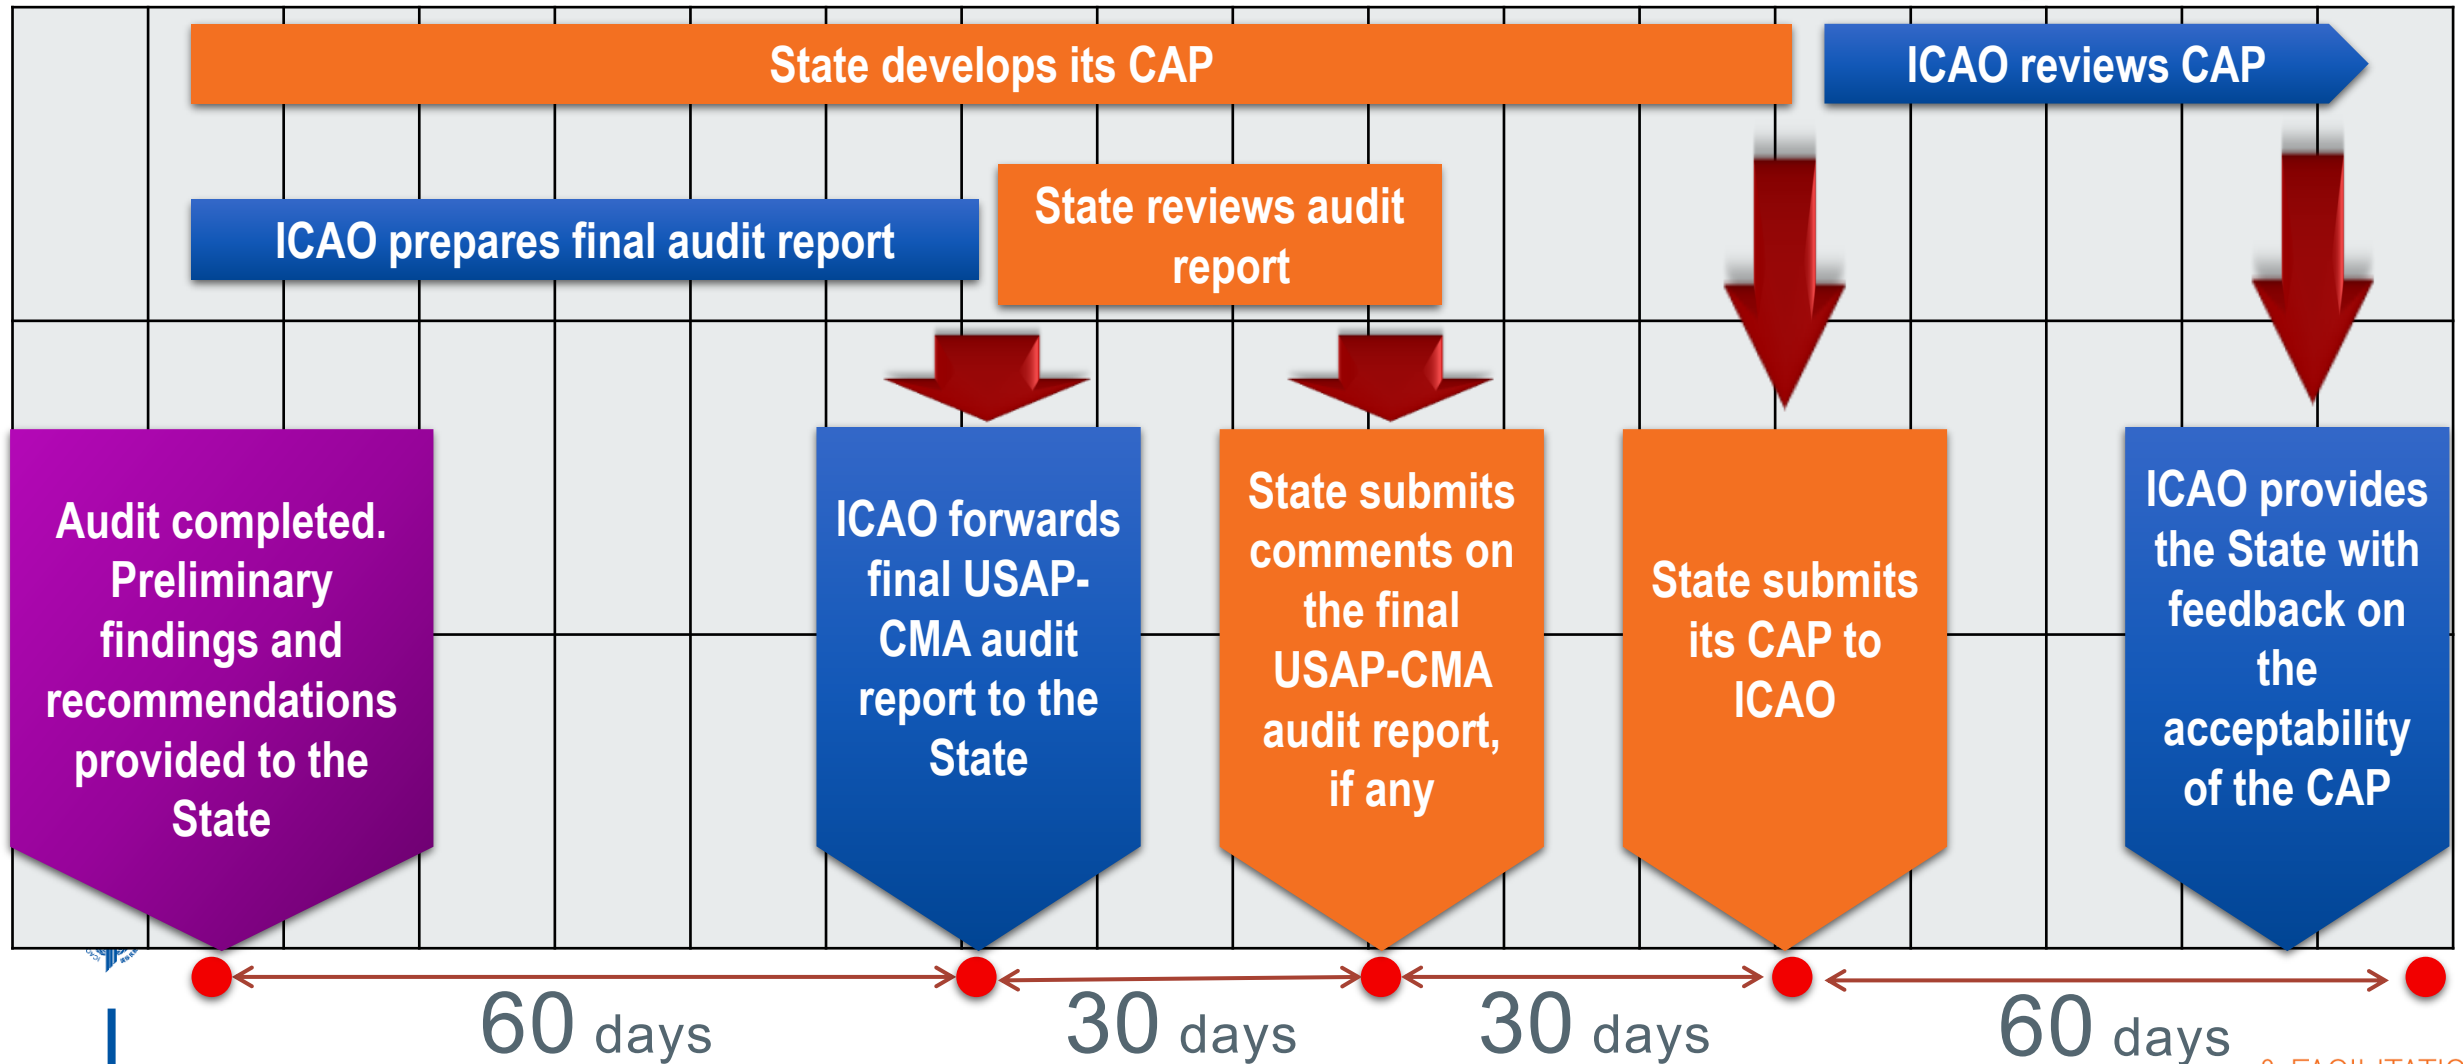 State develops its CAP
ICAO reviews CAP
ICAO prepares final audit report
State reviews audit
report
Audit completed.
Preliminary
findings and
recommendations
provided to the
State
ICAO forwards
final USAP-
CMA audit
report to the
State
State submits
comments on
the final
USAP-CMA
audit report,
if any
State submits
its CAP to
ICAO
ICAO provides
the State with
feedback on
the
acceptability
of the CAP
60 days
30 days
30 days
60 days